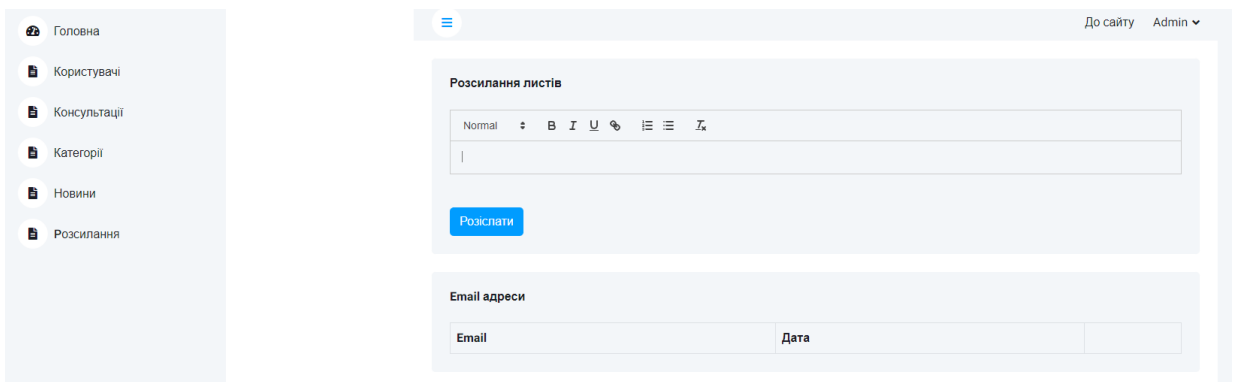 Головна
Користувачі
Консультації
Категорії
Новини
Розсилання
До сайту Admin
Розсилання листів
Normal B I U
Розіслати
Email адреси
Email Дата